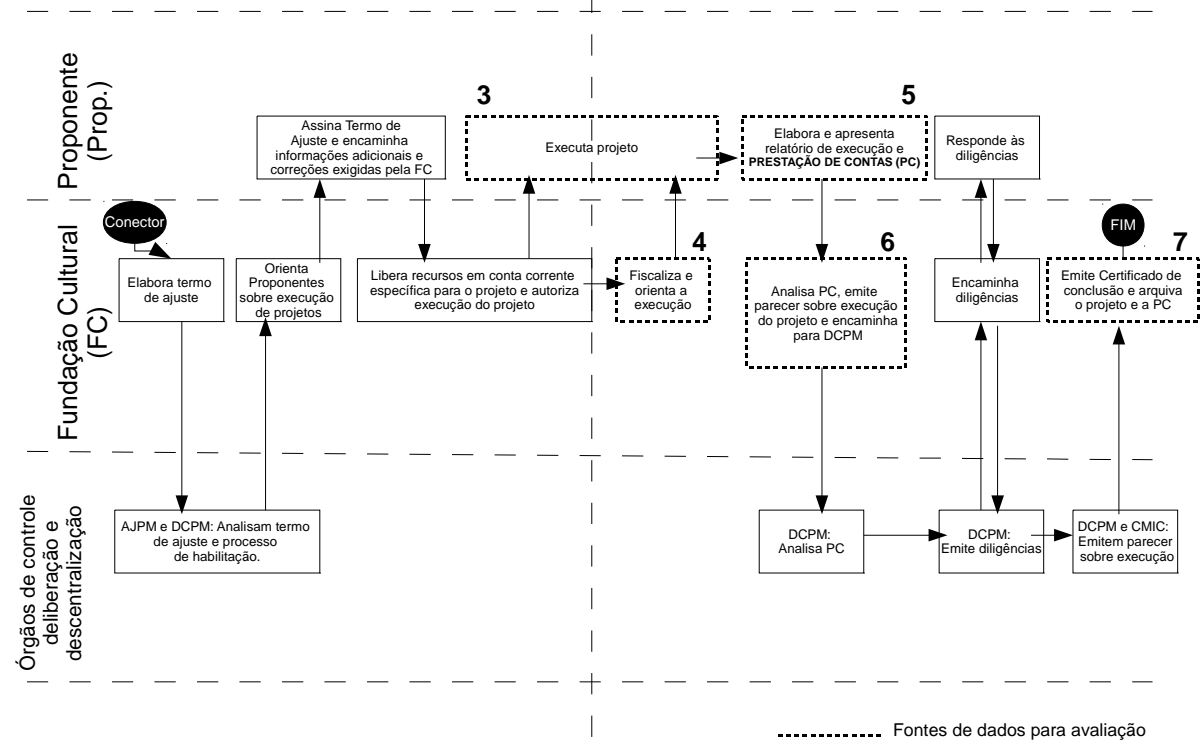 Proponente
(Prop.)
3
5
Assina Termo de
Ajuste e encaminha
informações adicionais e
correções exigidas pela FC
Executa projeto
Elabora e apresenta
relatório de execução e
PRESTAÇÃO DE CONTAS (PC)
Responde às
diligências
Fundação Cultural
(FC)
Conector
FIM
4
6
7
Elabora termo
de ajuste
Orienta
Proponentes
sobre execução
de projetos
Libera recursos em conta corrente
específica para o projeto e autoriza
execução do projeto
Fiscaliza e
orienta a
execução
Analisa PC, emite
parecer sobre execução
do projeto e encaminha
para DCPM
Encaminha
diligências
Emite Certificado de
conclusão e arquiva
o projeto e a PC
Órgãos de controle
deliberação e
descentralização
AJPM e DCPM: Analisam termo
de ajuste e processo
de habilitação.
DCPM:
Analisa PC
DCPM:
Emite diligências
DCPM e CMIC:
Emitem parecer
sobre execução
Fontes de dados para avaliação